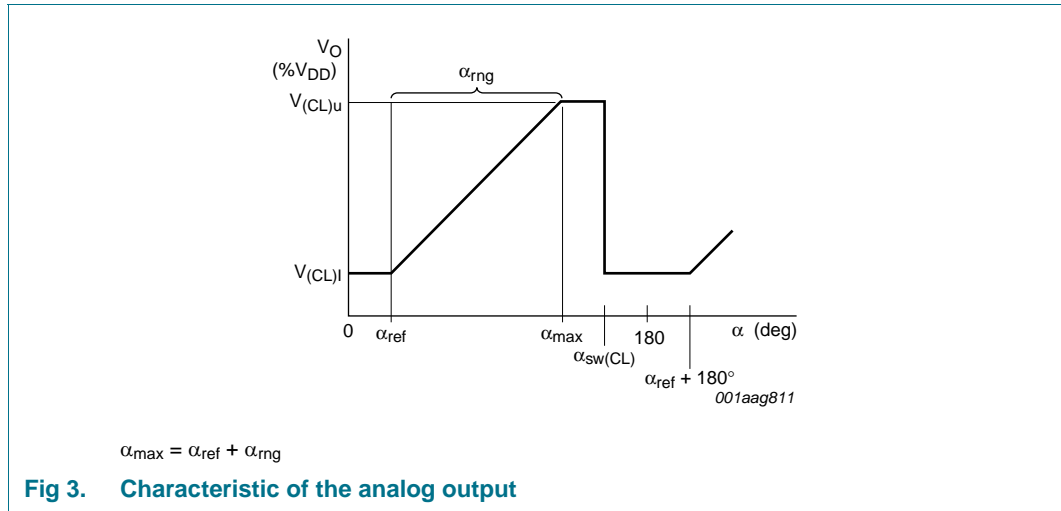 VO
(%VDD)
αrng
V(CL)u
V(CL)l
0
αref
αmax
180
α (deg)
αsw(CL)
αref + 180°
001aag811
αmax = αref + αrng
Fig 3. Characteristic of the analog output